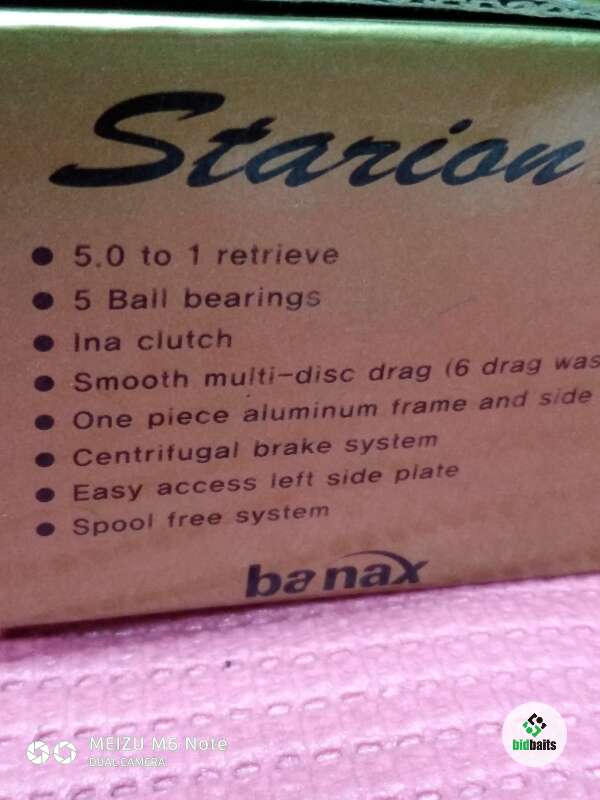 Starion
● 5.0 to 1 retrieve
● 5 Ball bearings
● Ina clutch
● Smooth multi-disc drag (6 drag was
● One piece aluminum frame and side
● Centrifugal brake system
● Easy access left side plate
● Spool free system
banax
MEIZU M6 Note
DUAL CAMERA
bidbaits